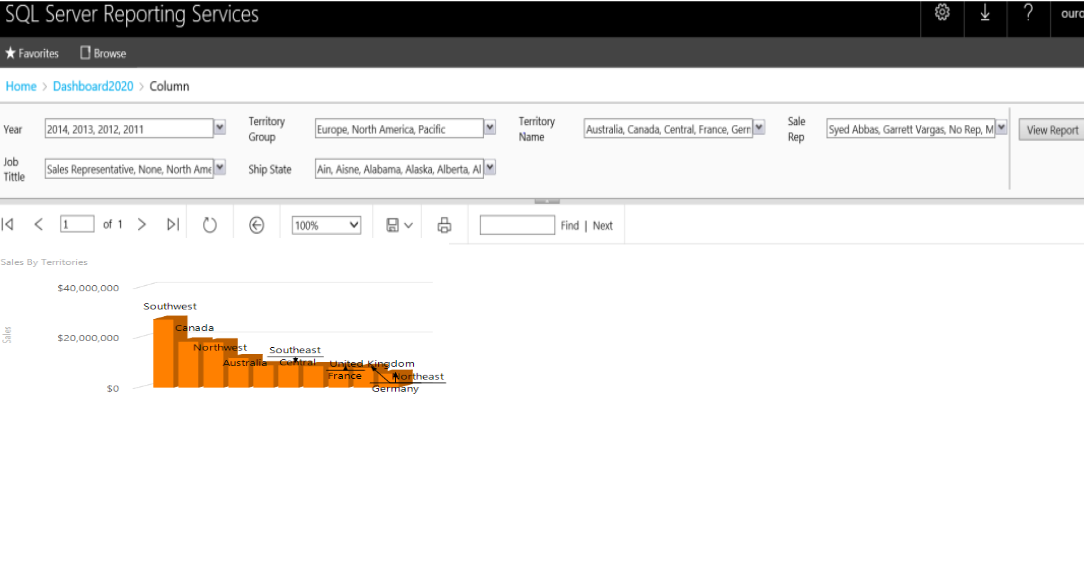 SQL Server Reporting Services
?
Favorites Browse
Home > Dashboard2020 > Column
Year 2014, 2013, 2012, 2011 Territory Group Europe, North America, Pacific Territory Name Australia, Canada, Central, France, Gern Sale Rep Syed Abbas, Garrett Vargas, No Rep, M View Report
Job Tittle Sales Representative, None, North Ame Ship State Ain, Aisne, Alabama, Alaska, Alberta, Al
1 of 1 100% Find | Next
Sales By Territories
$40,000,000
Southwest
Canada
Sales
$20,000,000
Northwest
Southeast
Australia
Central
United Kingdom
France
Northeast
$0
Germany